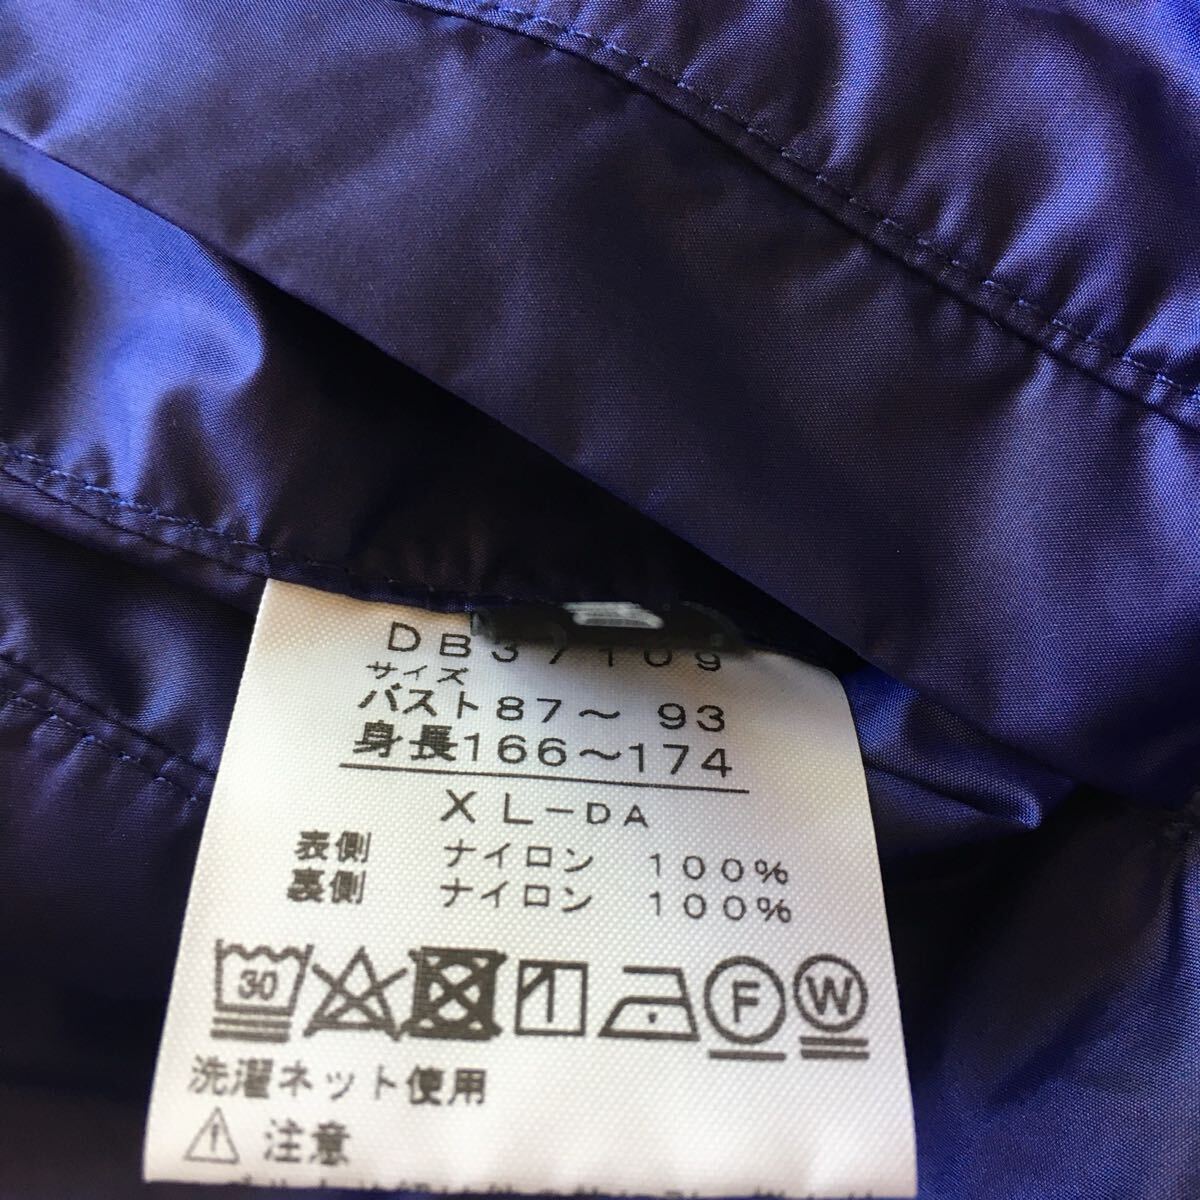 DB37109
サイズ
バスト87〜 93
身長166〜174
XL-DA
表側 ナイロン 100%
裏側 ナイロン 100%
30 F W
洗濯ネット使用
注意